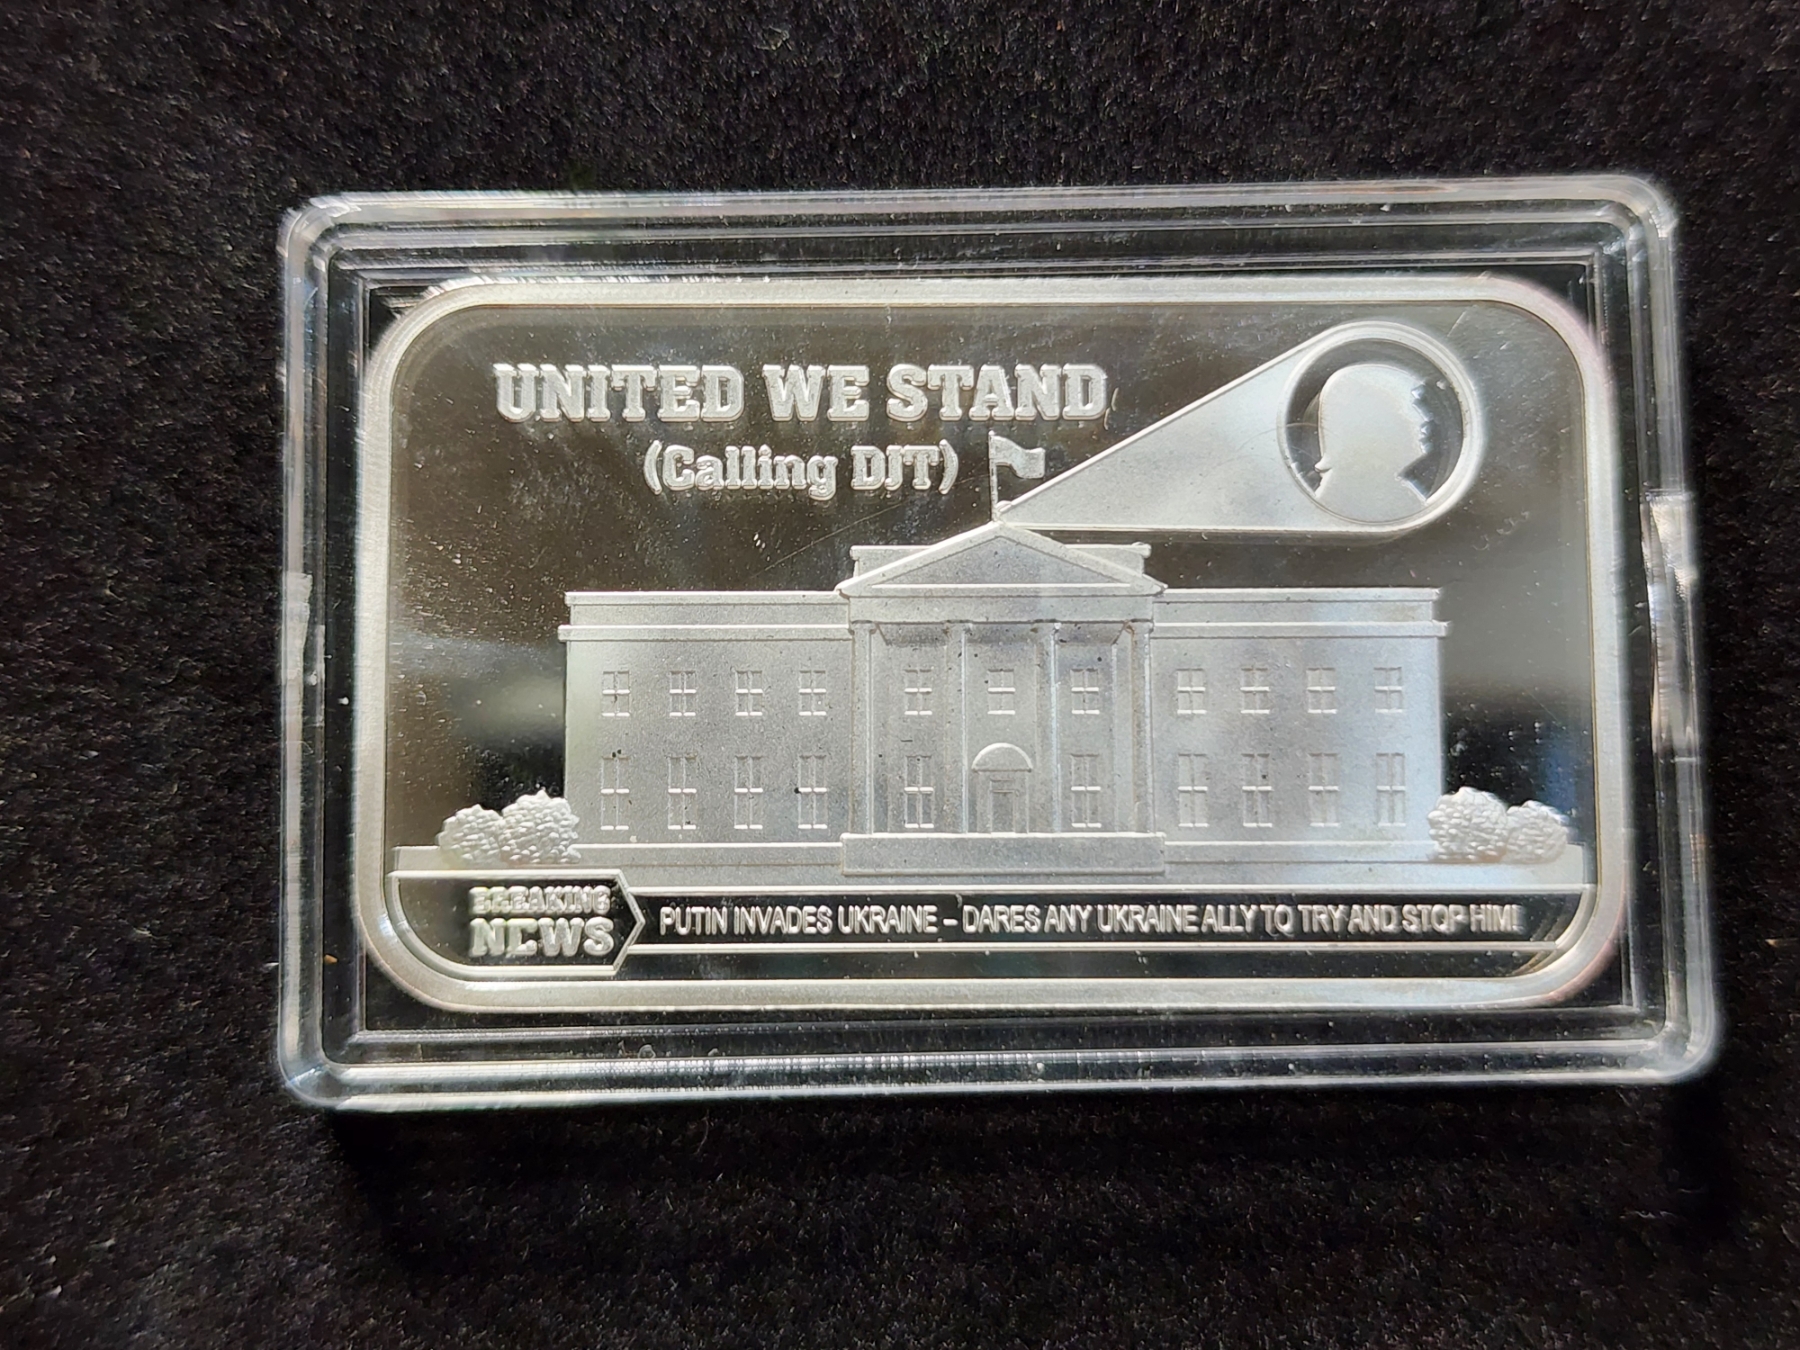 UNITED WE STAND
(Calling DJT)
BREAKING
NEWS
PUTIN INVADES UKRAINE – DARES ANY UKRAINE ALLY TO TRY AND STOP HIM!